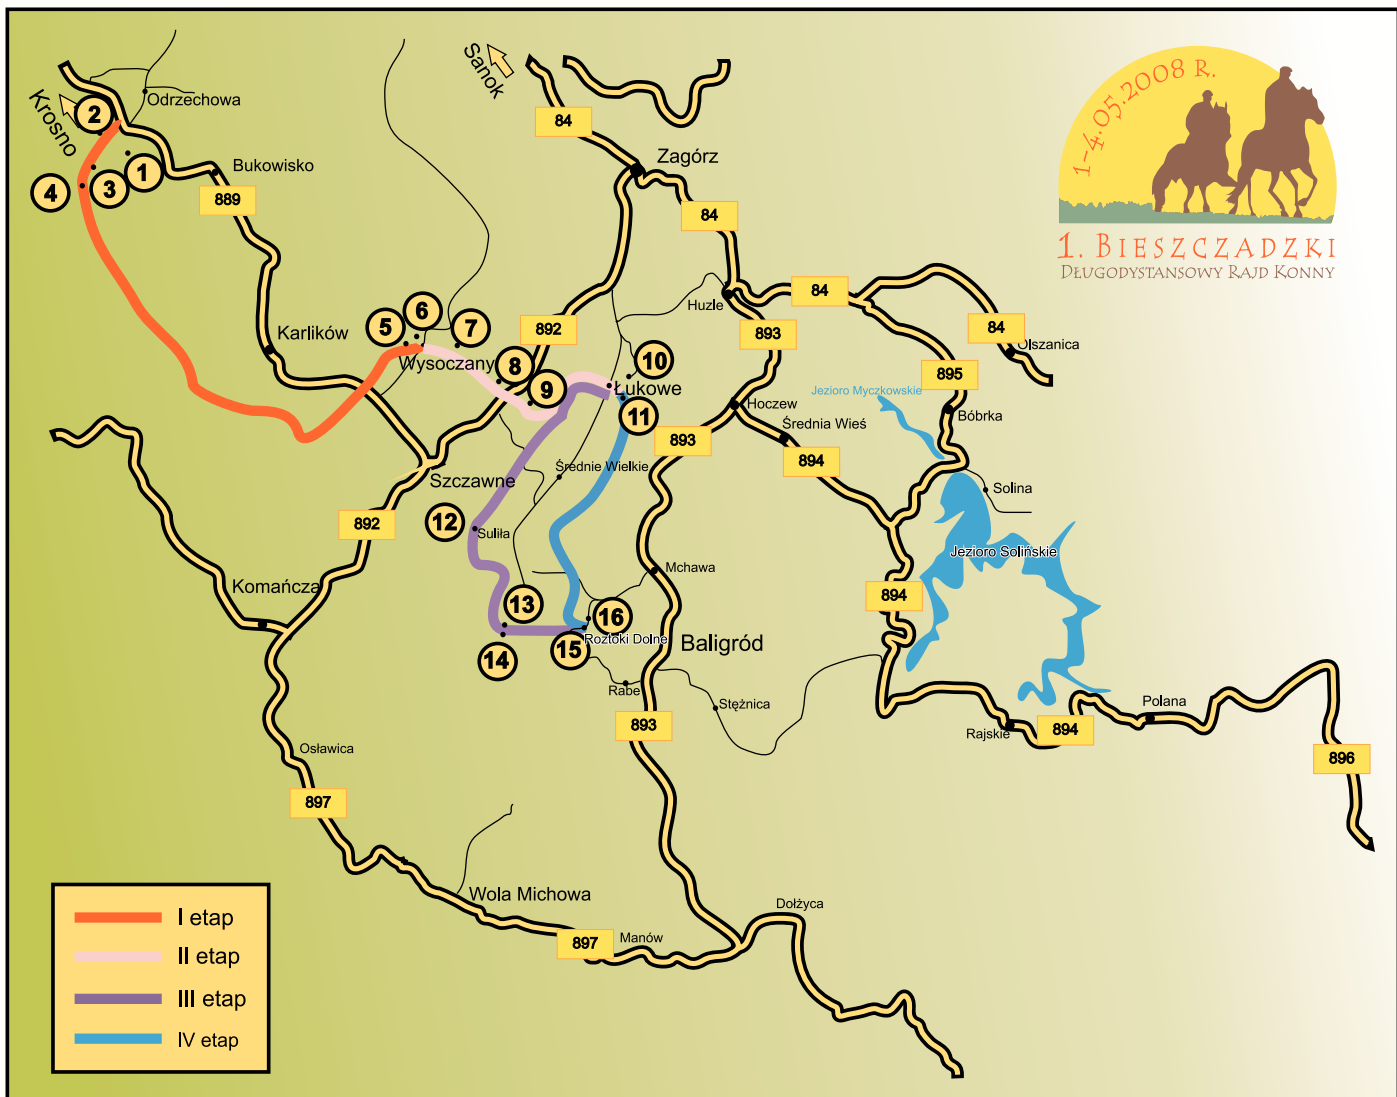 Sanok
Krosno
Odrzechowa
2
1
3
4
Bukowisko
889
84
Zagórz
84
Huzle
84
893
84
Olszanica
895
Jezioro Myczkowskie
Bóbrka
1-4.05.2008 R.
1. BIESZCZADZKI
DŁUGODYSTANSOWY RAJD KONNY
Karlików
5
6
7
Wysoczany
892
8
9
10
Łukowe
11
Hoczew
Średnia Wieś
893
894
Szczawne
Średnie Wielkie
Solina
892
12
Suliła
Jezioro Solińskie
Komańcza
Mchawa
894
13
16
14
15
Roztoki Dolne
Baligród
Rabe
Stężnica
893
Rajskie
894
Polana
896
Osławica
897
Wola Michowa
897
Manów
Dołżyca
I etap
II etap
III etap
IV etap